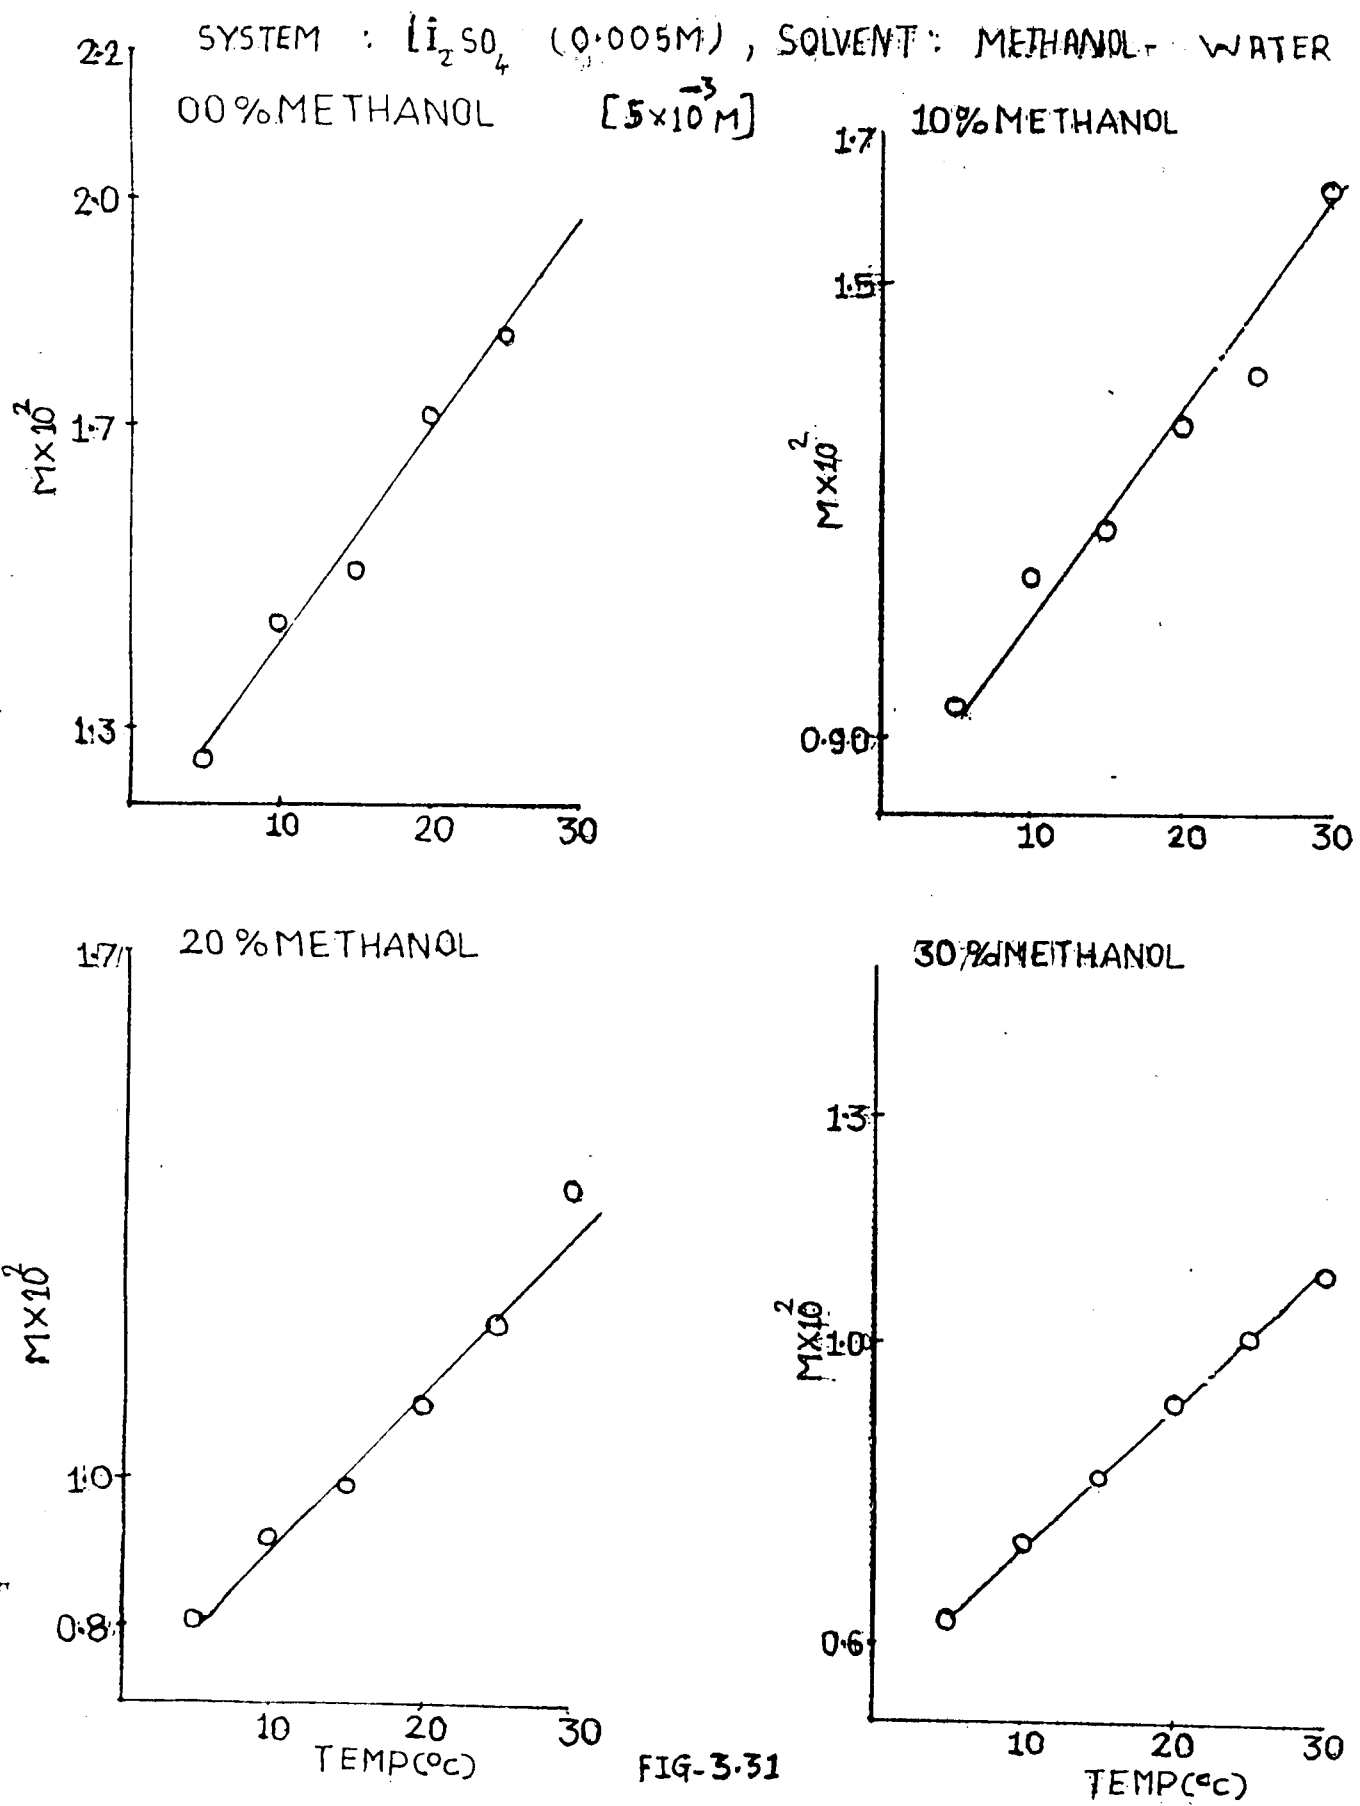 SYSTEM : Li₂SO₄ (0·005M), SOLVENT: METHANOL- WATER
00%METHANOL [5×10⁻³M]
2·2
2·0
1·7
1·3
M×10²
10 20 30
10%METHANOL
1·7
1·5
0·90
M×10²
10 20 30
20%METHANOL
1·7
1·0
0·8
M×10²
10 20 30
TEMP(°C)
30%METHANOL
1·3
1·0
0·6
M×10²
10 20 30
TEMP(°C)
FIG-3·31